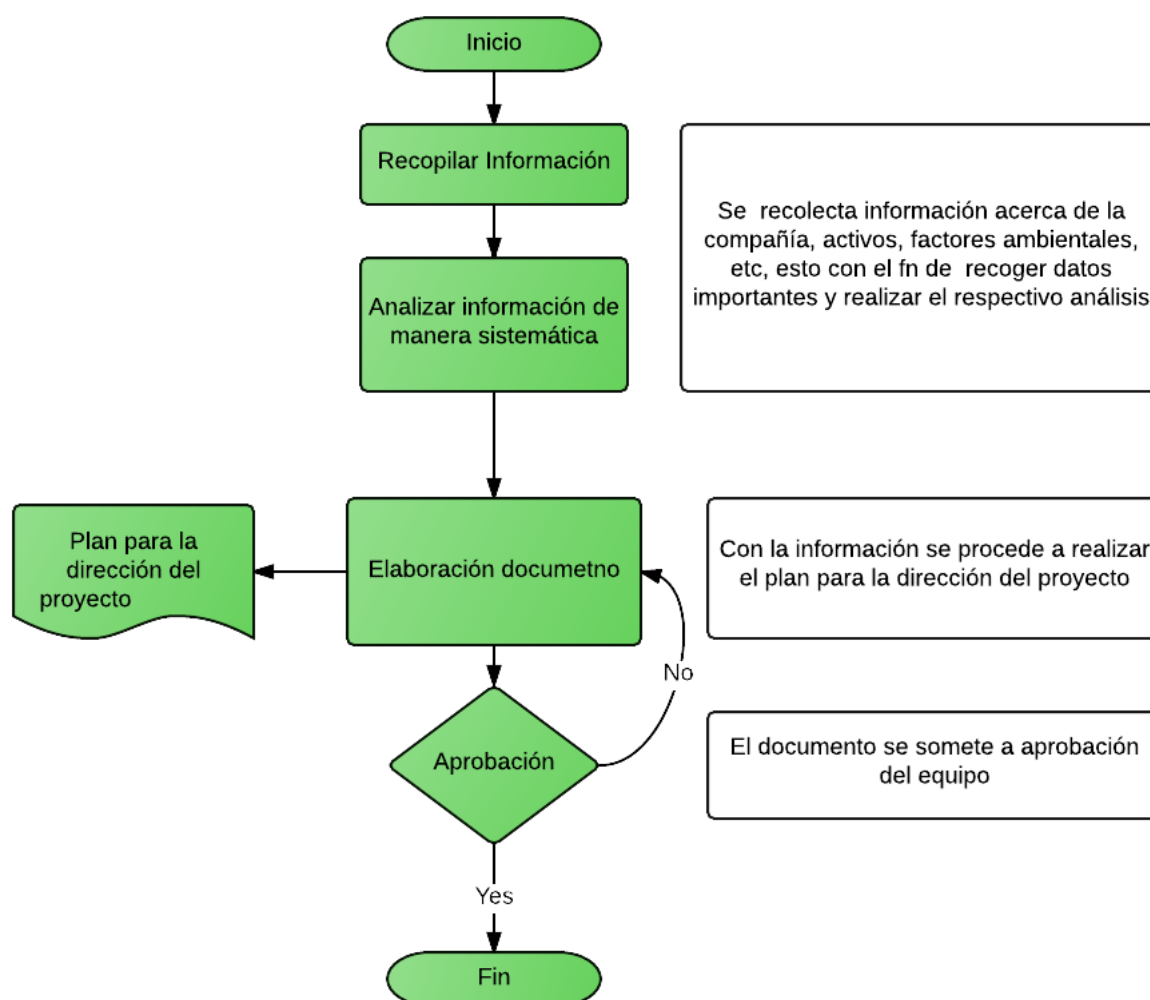 Inicio
Recopilar Información
Se recolecta información acerca de la
compañía, activos, factores ambientales,
etc, esto con el fn de recoger datos
importantes y realizar el respectivo análisis
Analizar información de
manera sistemática
Plan para la
dirección del
proyecto
Elaboración documetno
Con la información se procede a realizar
el plan para la dirección del proyecto
No
Aprobación
El documento se somete a aprobación
del equipo
Yes
Fin